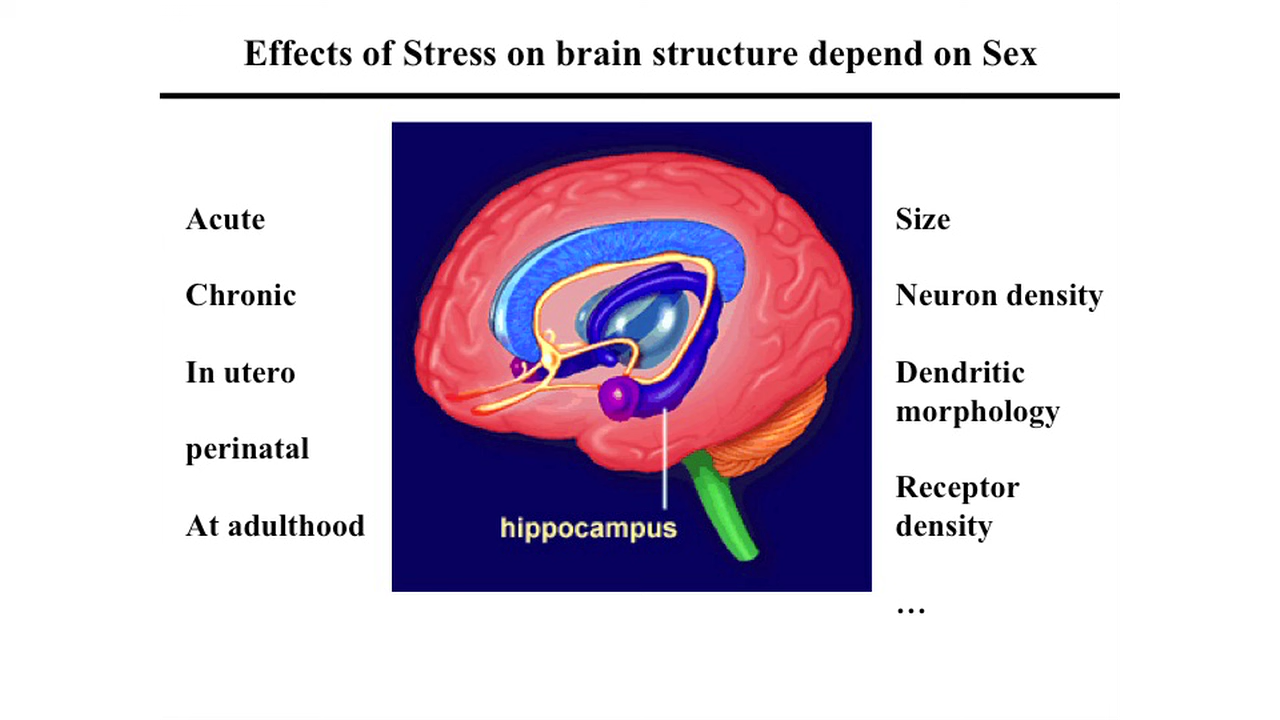 Effects of Stress on brain structure depend on Sex
Acute
Chronic
In utero
perinatal
At adulthood
hippocampus
Size
Neuron density
Dendritic
morphology
Receptor
density
…